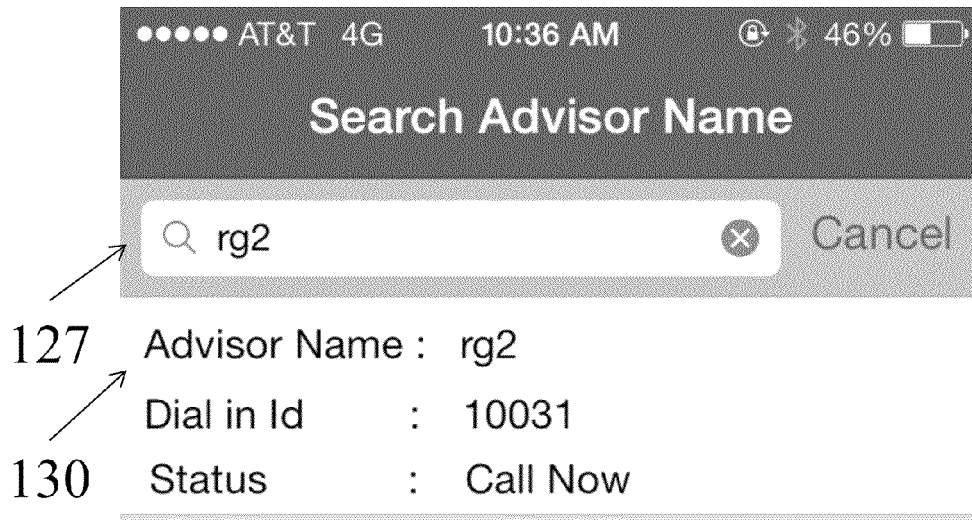 AT&T 4G 10:36 AM 46%
Search Advisor Name
rg2 Cancel
127 Advisor Name : rg2
Dial in Id : 10031
130 Status : Call Now